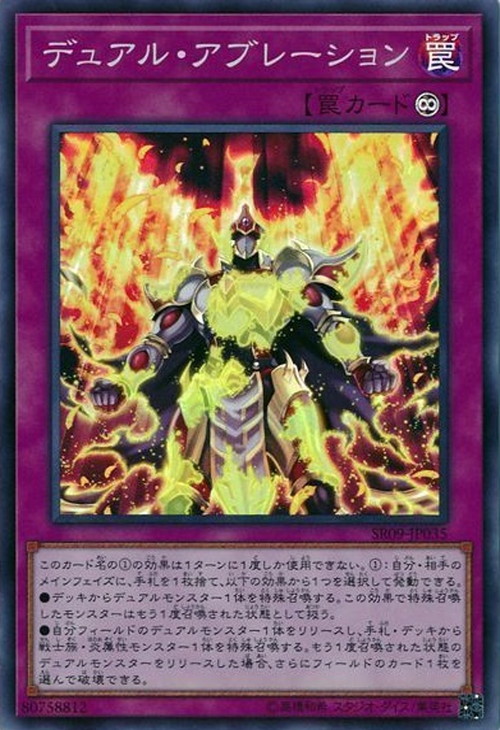 デュアル・アブレーション
トラップ
罠
【罠カード】
SR09-JP035
このカード名の①の効果は1ターンに1度しか使用できない。①:自分・相手の
メインフェイズに、手札を1枚捨て、以下の効果から1つを選択して発動できる。
●デッキからデュアルモンスター1体を特殊召喚する。この効果で特殊召喚
したモンスターはもう1度召喚された状態として扱う。
●自分フィールドのデュアルモンスター1体をリリースし、手札・デッキから
戦士族・炎属性モンスター1体を特殊召喚する。もう1度召喚された状態の
デュアルモンスターをリリースした場合、さらにフィールドのカード1枚を
選んで破壊できる。
80758812
©高橋和希 スタジオ・ダイス/集英社